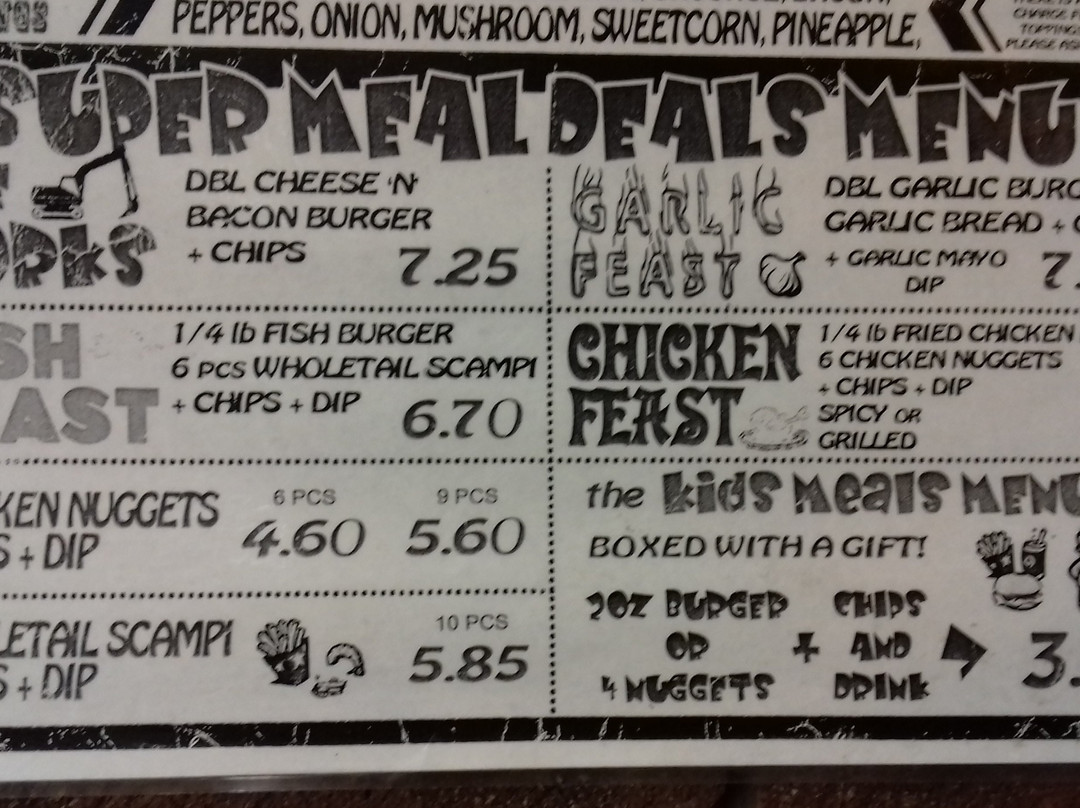 PEPPERS, ONION, MUSHROOM, SWEETCORN, PINEAPPLE,
SUPER MEAL DEALS MENU
DBL CHEESE 'N'
BACON BURGER
+ CHIPS
7.25
GARLIC
FEAST
DBL GARLIC BURG
GARLIC BREAD +
+ GARLIC MAYO
DIP
7.
SH
AST
1/4 lb FISH BURGER
6 pcs WHOLETAIL SCAMPI
+ CHIPS + DIP
6.70
CHICKEN
FEAST
1/4 lb FRIED CHICKEN
6 CHICKEN NUGGETS
+ CHIPS + DIP
SPICY OR
GRILLED
KEN NUGGETS
S + DIP
6 PCS
4.60
9 PCS
5.60
LETAIL SCAMPI
S + DIP
10 PCS
5.85
the kids Meals MENU
BOXED WITH A GIFT!
2OZ BURGER
OR
4 NUGGETS
+
CHIPS
AND
DRINK
3.